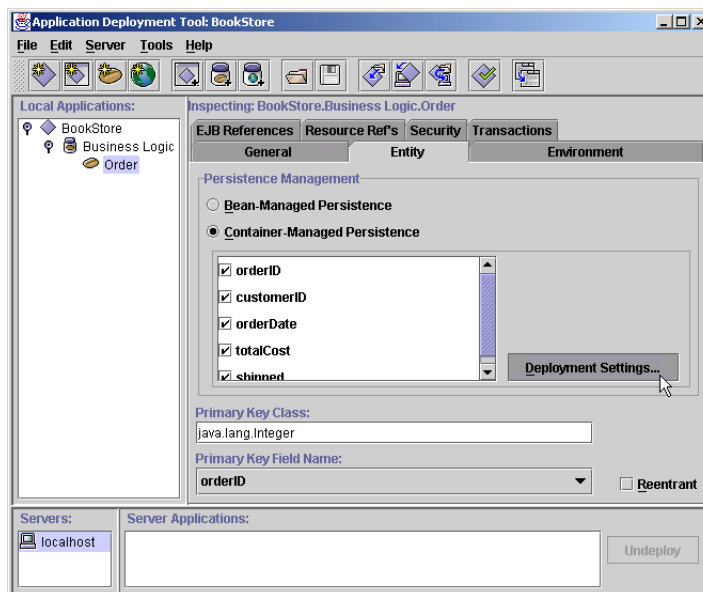 Application Deployment Tool: BookStore
File Edit Server Tools Help
Local Applications:
BookStore
Business Logic
Order
Inspecting: BookStore.Business Logic.Order
EJB References Resource Ref's Security Transactions
General Entity Environment
Persistence Management
Bean-Managed Persistence
Container-Managed Persistence
orderID
customerID
orderDate
totalCost
shipped
Deployment Settings...
Primary Key Class:
java.lang.Integer
Primary Key Field Name:
orderID
Reentrant
Servers:
localhost
Server Applications:
Undeploy